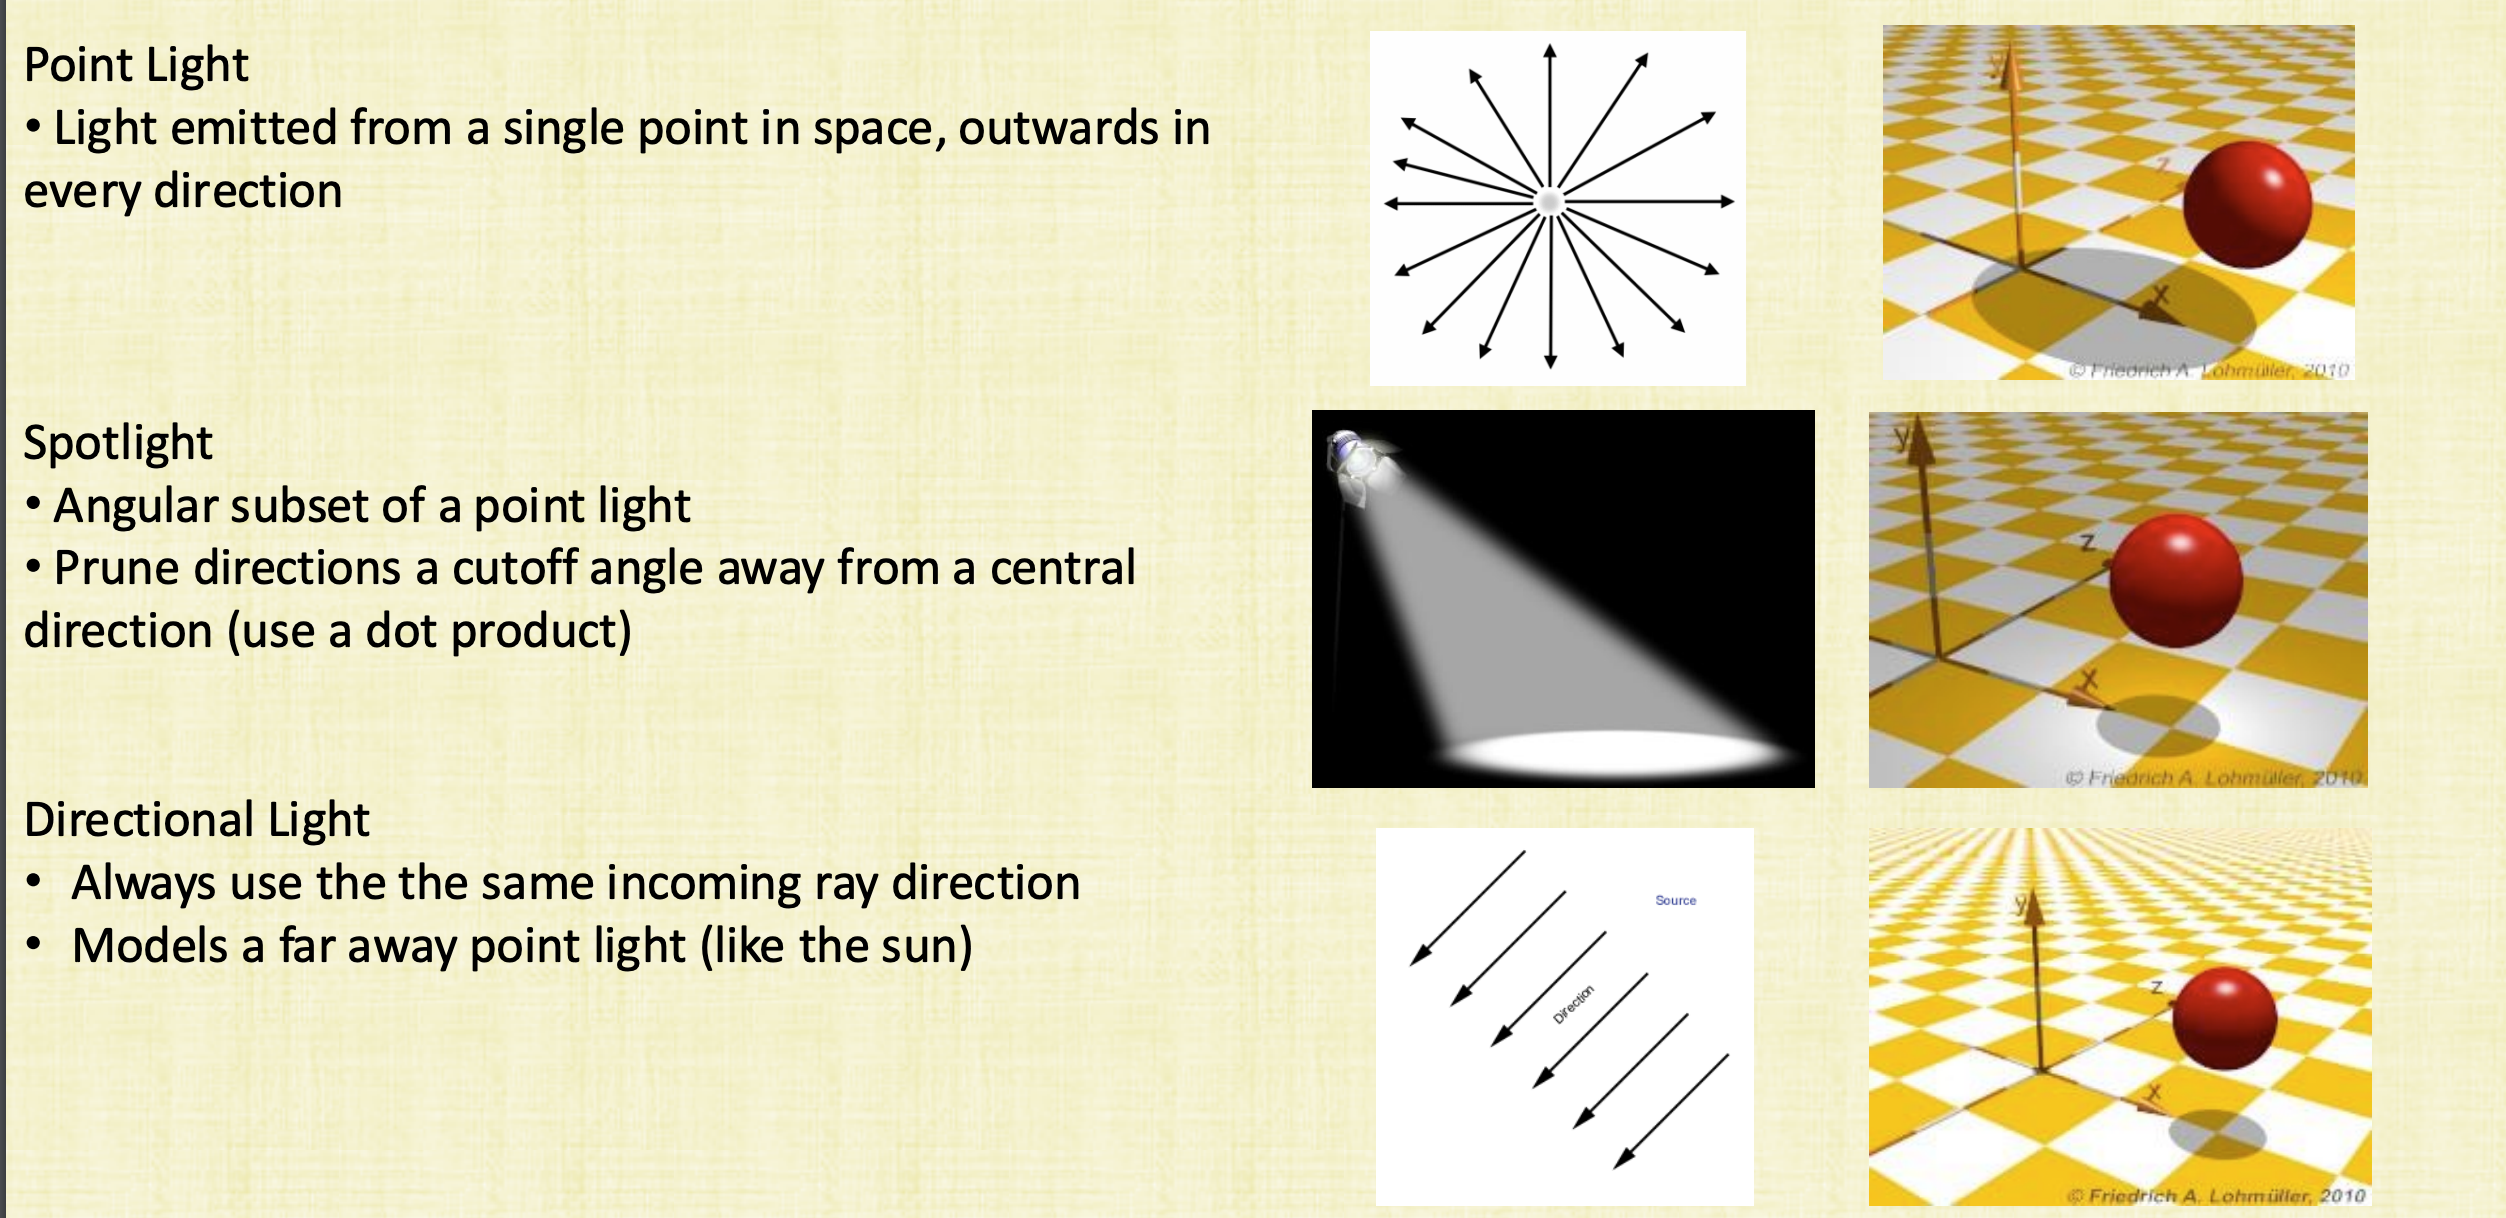 Point Light
• Light emitted from a single point in space, outwards in
every direction
y
z
x
© Friedrich A. Lohmüller, 2010
Spotlight
• Angular subset of a point light
• Prune directions a cutoff angle away from a central
direction (use a dot product)
y
z
x
© Friedrich A. Lohmüller, 2010
Directional Light
• Always use the the same incoming ray direction
• Models a far away point light (like the sun)
Source
Direction
y
z
x
© Friedrich A. Lohmüller, 2010